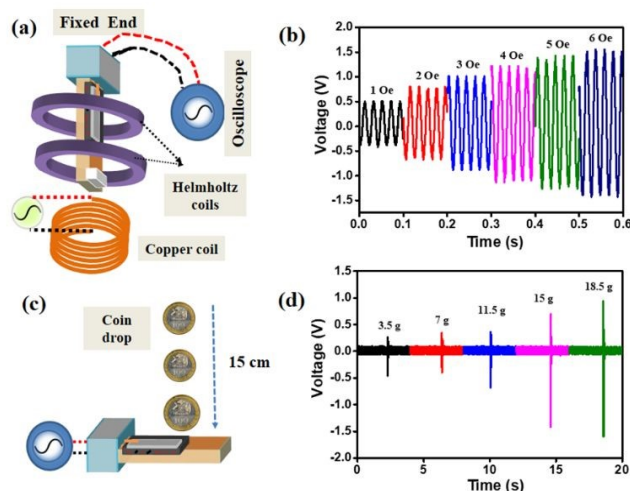 (a)
Fixed End
Oscilloscope
Helmholtz
coils
Copper coil
(b)
Voltage (V)
2.0
1.5
1.0
0.5
0.0
-0.5
-1.0
-1.5
1 Oe
2 Oe
3 Oe
4 Oe
5 Oe
6 Oe
0.0 0.1 0.2 0.3 0.4 0.5 0.6
Time (s)
(c)
Coin
drop
15 cm
100
100
100
(d)
Voltage (V)
1.5
1.0
0.5
0.0
-0.5
-1.0
-1.5
-2.0
3.5 g
7 g
11.5 g
15 g
18.5 g
0 5 10 15 20
Time (s)